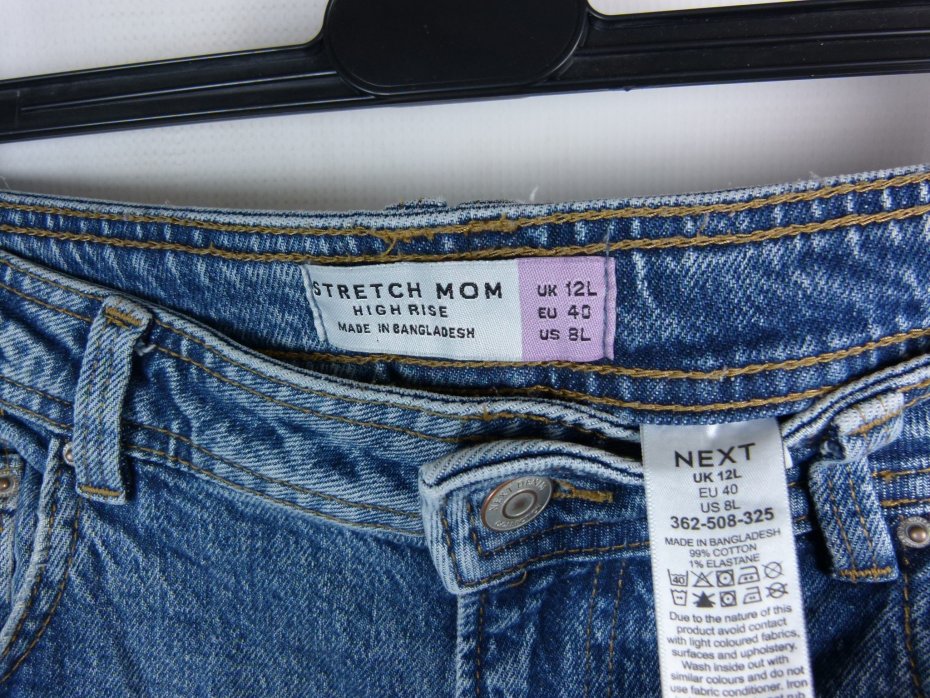 STRETCH MOM
HIGH RISE
MADE IN BANGLADESH
UK 12L
EU 40
US 8L
NEXT
UK 12L
EU 40
US 8L
362-508-325
MADE IN BANGLADESH
99% COTTON
1% ELASTANE
40
Due to the nature of this
product avoid contact
with light coloured fabrics,
surfaces and upholstery.
Wash inside out with
similar colours and do not
use fabric conditioner. Iron